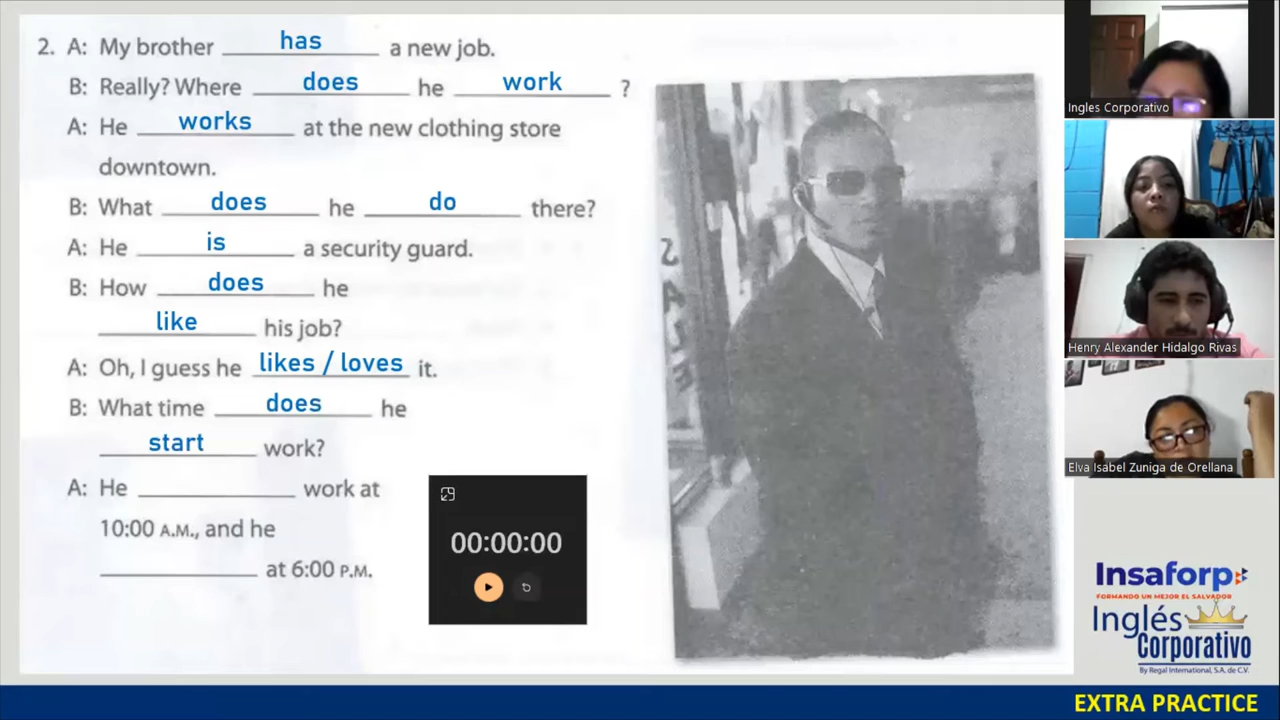 2. A: My brother has a new job.
B: Really? Where does he work ?
A: He works at the new clothing store
downtown.
B: What does he do there?
A: He is a security guard.
B: How does he
like his job?
A: Oh, I guess he likes / loves it.
B: What time does he
start work?
A: He ____________ work at
10:00 A.M., and he
____________ at 6:00 P.M.
00:00:00
Ingles Corporativo
Henry Alexander Hidalgo Rivas
Elva Isabel Zuniga de Orellana
Insaforp
FORMANDO UN MEJOR EL SALVADOR
Inglés
Corporativo
By Regal International, S.A. de C.V.
EXTRA PRACTICE